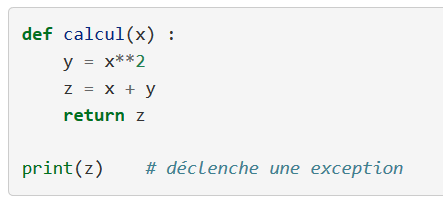 def calcul(x) :
    y = x**2
    z = x + y
    return z
print(z)    # déclenche une exception